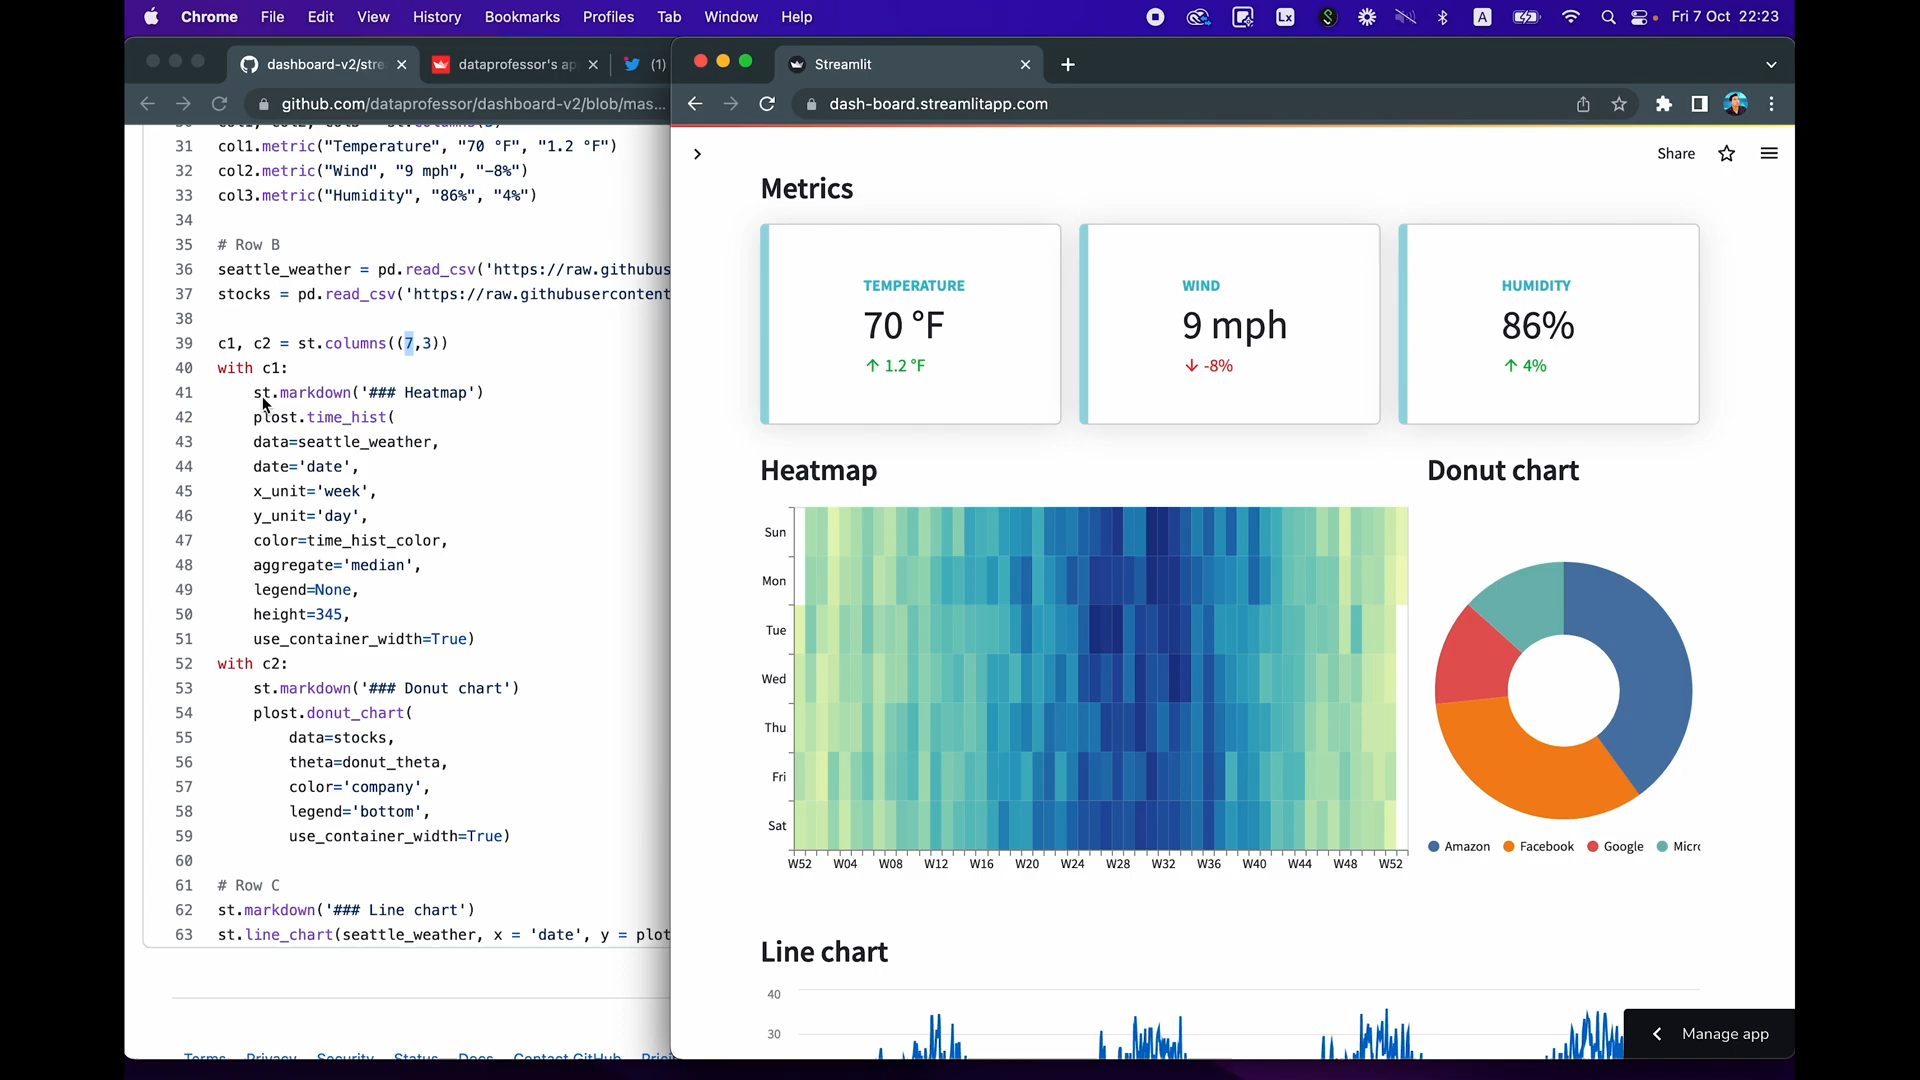 Chrome File Edit View History Bookmarks Profiles Tab Window Help
Lx S A Fri 7 Oct 22:23
dashboard-v2/stre
dataprofessor's ap
(1)
github.com/dataprofessor/dashboard-v2/blob/mas...
31 col1.metric("Temperature", "70 °F", "1.2 °F")
32 col2.metric("Wind", "9 mph", "-8%")
33 col3.metric("Humidity", "86%", "4%")
34
35 # Row B
36 seattle_weather = pd.read_csv('https://raw.githubus
37 stocks = pd.read_csv('https://raw.githubusercontent
38
39 c1, c2 = st.columns((7,3))
40 with c1:
41 st.markdown('### Heatmap')
42 plost.time_hist(
43 data=seattle_weather,
44 date='date',
45 x_unit='week',
46 y_unit='day',
47 color=time_hist_color,
48 aggregate='median',
49 legend=None,
50 height=345,
51 use_container_width=True)
52 with c2:
53 st.markdown('### Donut chart')
54 plost.donut_chart(
55 data=stocks,
56 theta=donut_theta,
57 color='company',
58 legend='bottom',
59 use_container_width=True)
60
61 # Row C
62 st.markdown('### Line chart')
63 st.line_chart(seattle_weather, x = 'date', y = plot
Terms Privacy Security Status Docs Contact GitHub Prici
Streamlit
dash-board.streamlitapp.com
Share
Metrics
TEMPERATURE
70 °F
↑ 1.2 °F
WIND
9 mph
↓ -8%
HUMIDITY
86%
↑ 4%
Heatmap
Sun
Mon
Tue
Wed
Thu
Fri
Sat
W52 W04 W08 W12 W16 W20 W24 W28 W32 W36 W40 W44 W48 W52
Donut chart
Amazon Facebook Google Micro
Line chart
40
30
Manage app